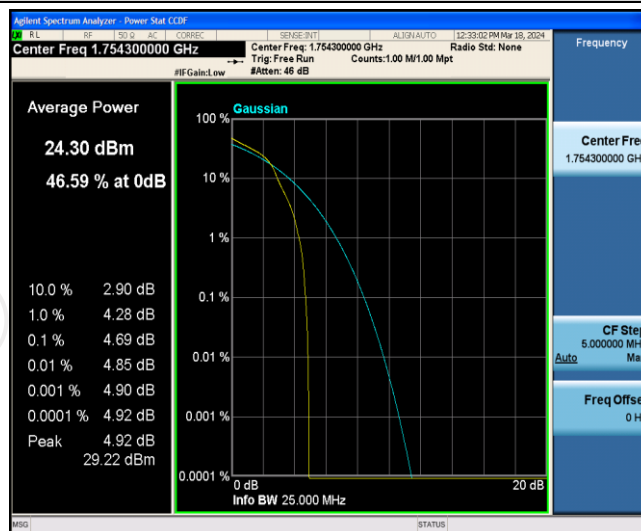 Agilent Spectrum Analyzer - Power Stat CCDF
RL RF 50 Ω AC CORREC SENSE:INT ALIGNAUTO 12:33:02 PM Mar 18, 2024
Center Freq 1.754300000 GHz
Center Freq: 1.754300000 GHz Radio Std: None
Trig: Free Run Counts:1.00 M/1.00 Mpt
#IFGain:Low #Atten: 46 dB
Frequency
Average Power
24.30 dBm
46.59 % at 0dB
10.0 % 2.90 dB
1.0 % 4.28 dB
0.1 % 4.69 dB
0.01 % 4.85 dB
0.001 % 4.90 dB
0.0001 % 4.92 dB
Peak 4.92 dB
29.22 dBm
Gaussian
100 %
10 %
1 %
0.1 %
0.01 %
0.001 %
0.0001 %
0 dB 20 dB
Info BW 25.000 MHz
Center Fre
1.754300000 GH
CF Step
5.000000 MH
Auto Ma
Freq Offse
0 H
MSG STATUS